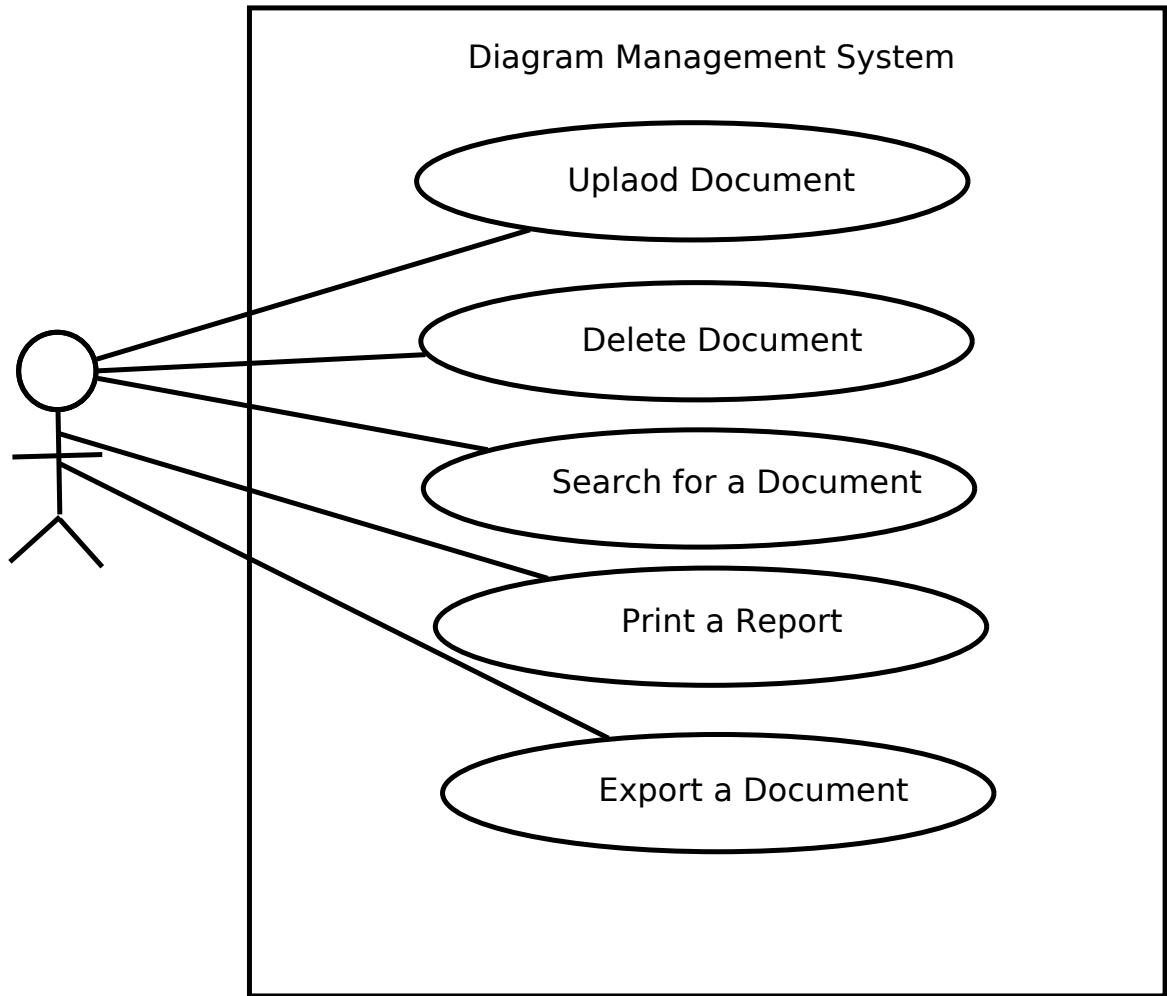 Diagram Management System
Uplaod Document
Delete Document
Search for a Document
Print a Report
Export a Document